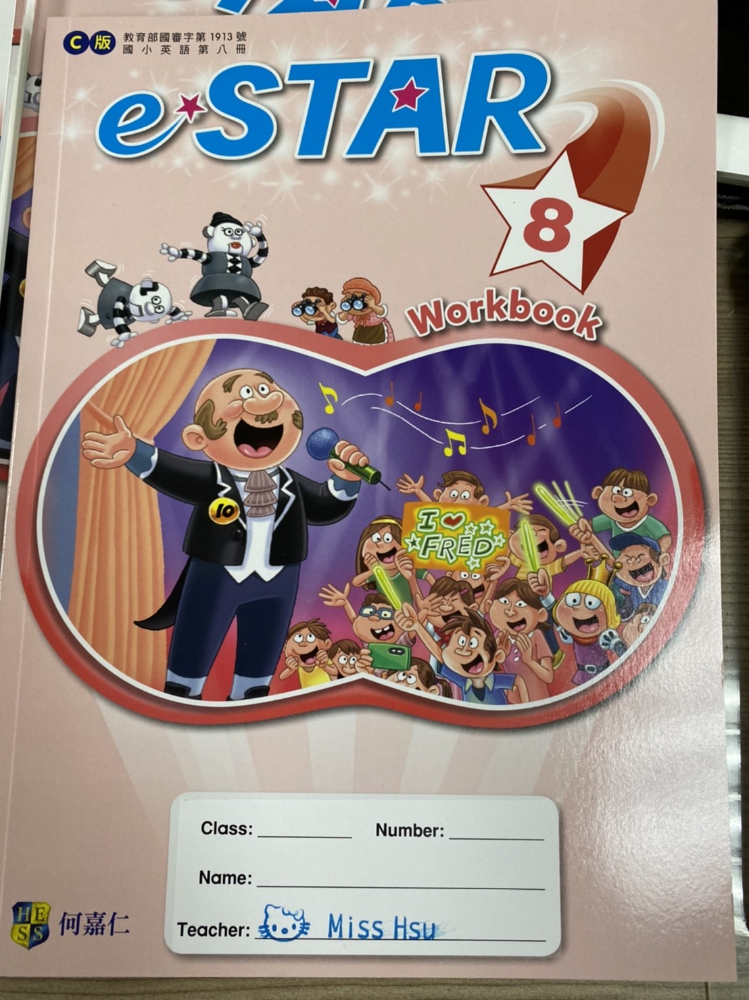 C版 教育部國審字第1913號
國小英語第八冊
e STAR
8
Workbook
10
I ❤
FRED
Class:
Number:
Name:
Teacher: Miss Hsu
HESS 何嘉仁